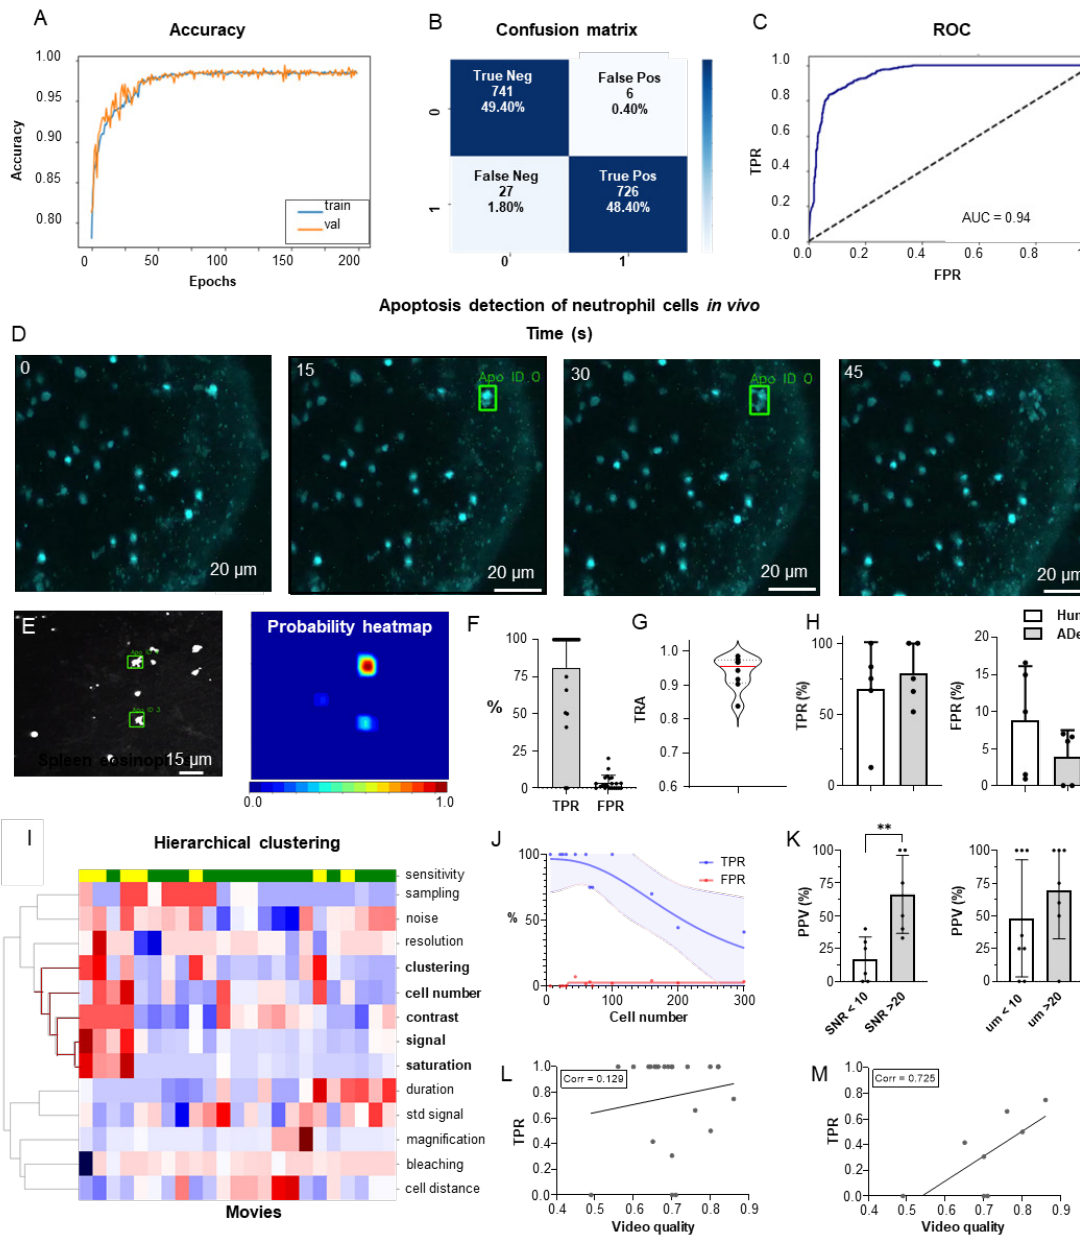 A
Accuracy
1.00
0.95
0.90
0.85
0.80
Accuracy
train
val
0
50
100
150
200
Epochs
B
Confusion matrix
True Neg
741
49.40%
False Pos
6
0.40%
False Neg
27
1.80%
True Pos
726
48.40%
0
1
0
1
C
ROC
1.0
0.8
0.6
0.4
0.2
0.0
TPR
AUC = 0.94
0.0
0.2
0.4
0.6
0.8
1
FPR
Apoptosis detection of neutrophil cells in vivo
D
Time (s)
0
20 µm
15
Apo ID 0
20 µm
30
Apo ID 0
20 µm
45
20 µm
E
Spleen eosinophi
15 µm
Probability heatmap
0.0
1.0
F
100
75
50
25
0
%
TPR
FPR
G
1.0
0.9
0.8
0.7
0.6
TRA
H
100
50
0
TPR (%)
20
15
10
5
0
FPR (%)
Hur
ADe
I
Hierarchical clustering
sensitivity
sampling
noise
resolution
clustering
cell number
contrast
signal
saturation
duration
std signal
magnification
bleaching
cell distance
Movies
J
100
50
0
%
TPR
FPR
0
100
200
300
Cell number
K
**
100
75
50
25
0
PPV (%)
SNR < 10
SNR >20
100
75
50
25
0
PPV (%)
um < 10
um >20
L
Corr = 0.129
1.0
0.8
0.6
0.4
0.2
0.0
TPR
0.4
0.5
0.6
0.7
0.8
0.9
Video quality
M
Corr = 0.725
1.0
0.8
0.6
0.4
0.2
0.0
TPR
0.4
0.5
0.6
0.7
0.8
0.9
Video quality